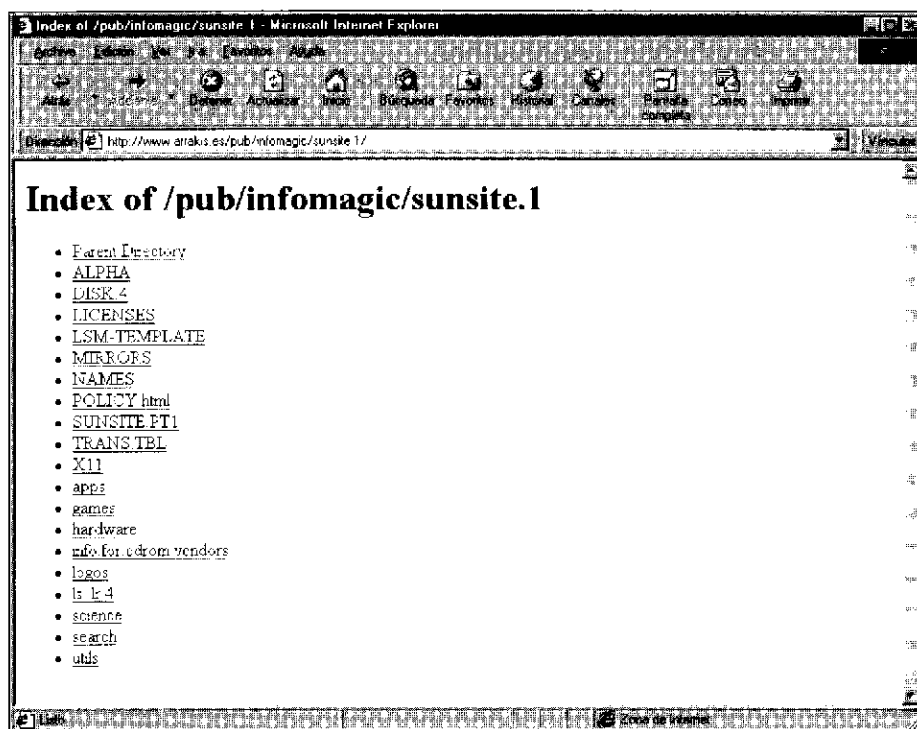 Index of /pub/infomagic/sunsite.1 - Microsoft Internet Explorer
Archivo Edición Ver Ir a Favoritos Ayuda
Atrás Adelante Detener Actualizar Inicio Búsqueda Favoritos Historial Canales Pantalla completa Correo Imprimir
Dirección http://www.arrakis.es/pub/infomagic/sunsite.1/ Vínculos
Index of /pub/infomagic/sunsite.1
Parent Directory
ALPHA
DISK.4
LICENSES
LSM-TEMPLATE
MIRRORS
NAMES
POLICY.html
SUNSITE.PT1
TRANS.TBL
X11
apps
games
hardware
info.for.cdrom.vendors
logos
science
search
utils
Listo Zona de Internet